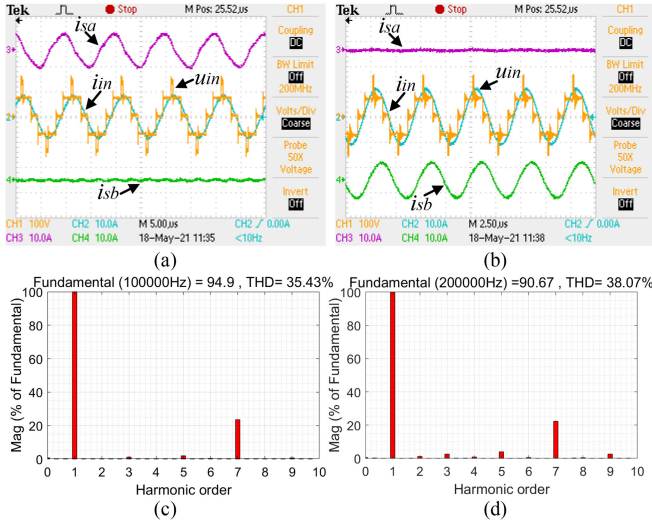 Tek Stop M Pos: 25.52µs CH1
Coupling
DC
BW Limit
Off
200MHz
Volts/Div
Coarse
Probe
50X
Voltage
Invert
Off
isa
iin
uin
isb
3
2
4
CH1 100V CH2 10.0A M 5.00µs CH2 0.00A
CH3 10.0A CH4 10.0A 18-May-21 11:35 <10Hz
(a)
Tek Stop M Pos: 25.52µs CH1
Coupling
DC
BW Limit
Off
200MHz
Volts/Div
Coarse
Probe
50X
Voltage
Invert
Off
isa
iin
uin
isb
3
2
4
CH1 100V CH2 10.0A M 2.50µs CH2 0.00A
CH3 10.0A CH4 10.0A 18-May-21 11:38 <10Hz
(b)
Fundamental (100000Hz) = 94.9 , THD= 35.43%
Mag (% of Fundamental)
100
80
60
40
20
0
0 1 2 3 4 5 6 7 8 9 10
Harmonic order
(c)
Fundamental (200000Hz) =90.67 , THD= 38.07%
Mag (% of Fundamental)
100
80
60
40
20
0
0 1 2 3 4 5 6 7 8 9 10
Harmonic order
(d)